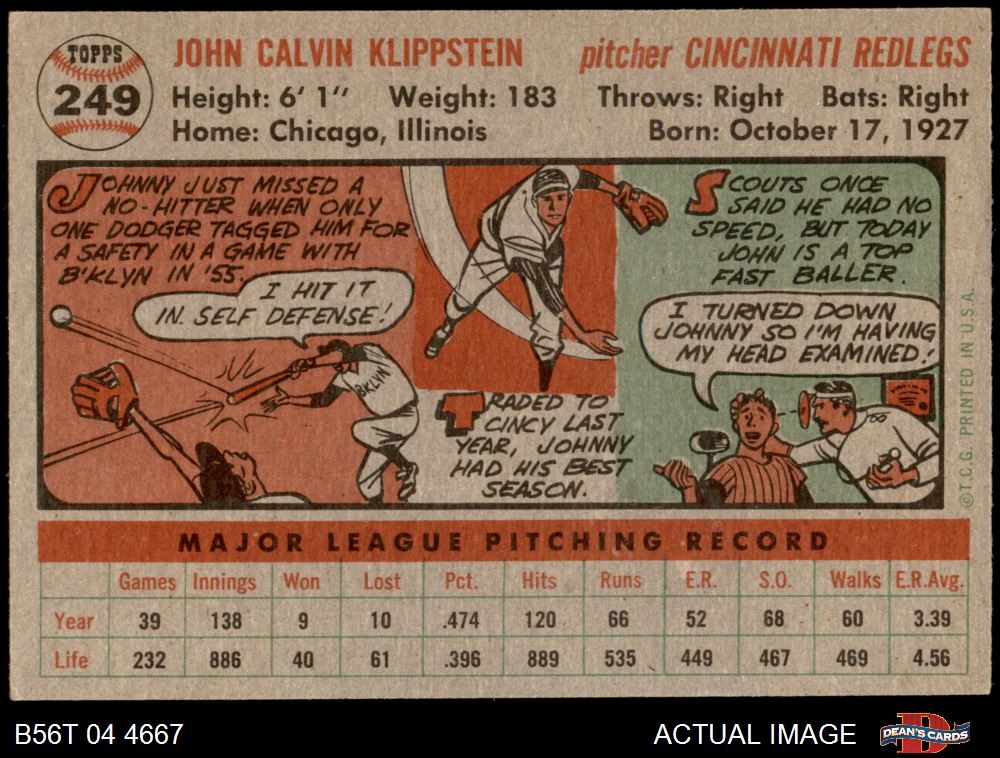 TOPPS
249
JOHN CALVIN KLIPPSTEIN
pitcher CINCINNATI REDLEGS
Height: 6' 1" Weight: 183 Throws: Right Bats: Right
Home: Chicago, Illinois Born: October 17, 1927
JOHNNY JUST MISSED A
NO-HITTER WHEN ONLY
ONE DODGER TAGGED HIM FOR
A SAFETY IN A GAME WITH
B'KLYN IN '55.
I HIT IT
IN SELF DEFENSE!
BKLYN
TRADED TO
CINCY LAST
YEAR, JOHNNY
HAD HIS BEST
SEASON.
SCOUTS ONCE
SAID HE HAD NO
SPEED, BUT TODAY
JOHN IS A TOP
FAST BALLER.
I TURNED DOWN
JOHNNY SO I'M HAVING
MY HEAD EXAMINED!
©T.C.G. PRINTED IN U.S.A.
MAJOR LEAGUE PITCHING RECORD
Games Innings Won Lost Pct. Hits Runs E.R. S.O. Walks E.R.Avg.
Year 39 138 9 10 .474 120 66 52 68 60 3.39
Life 232 886 40 61 .396 889 535 449 467 469 4.56
B56T 04 4667
ACTUAL IMAGE
DEAN'S CARDS